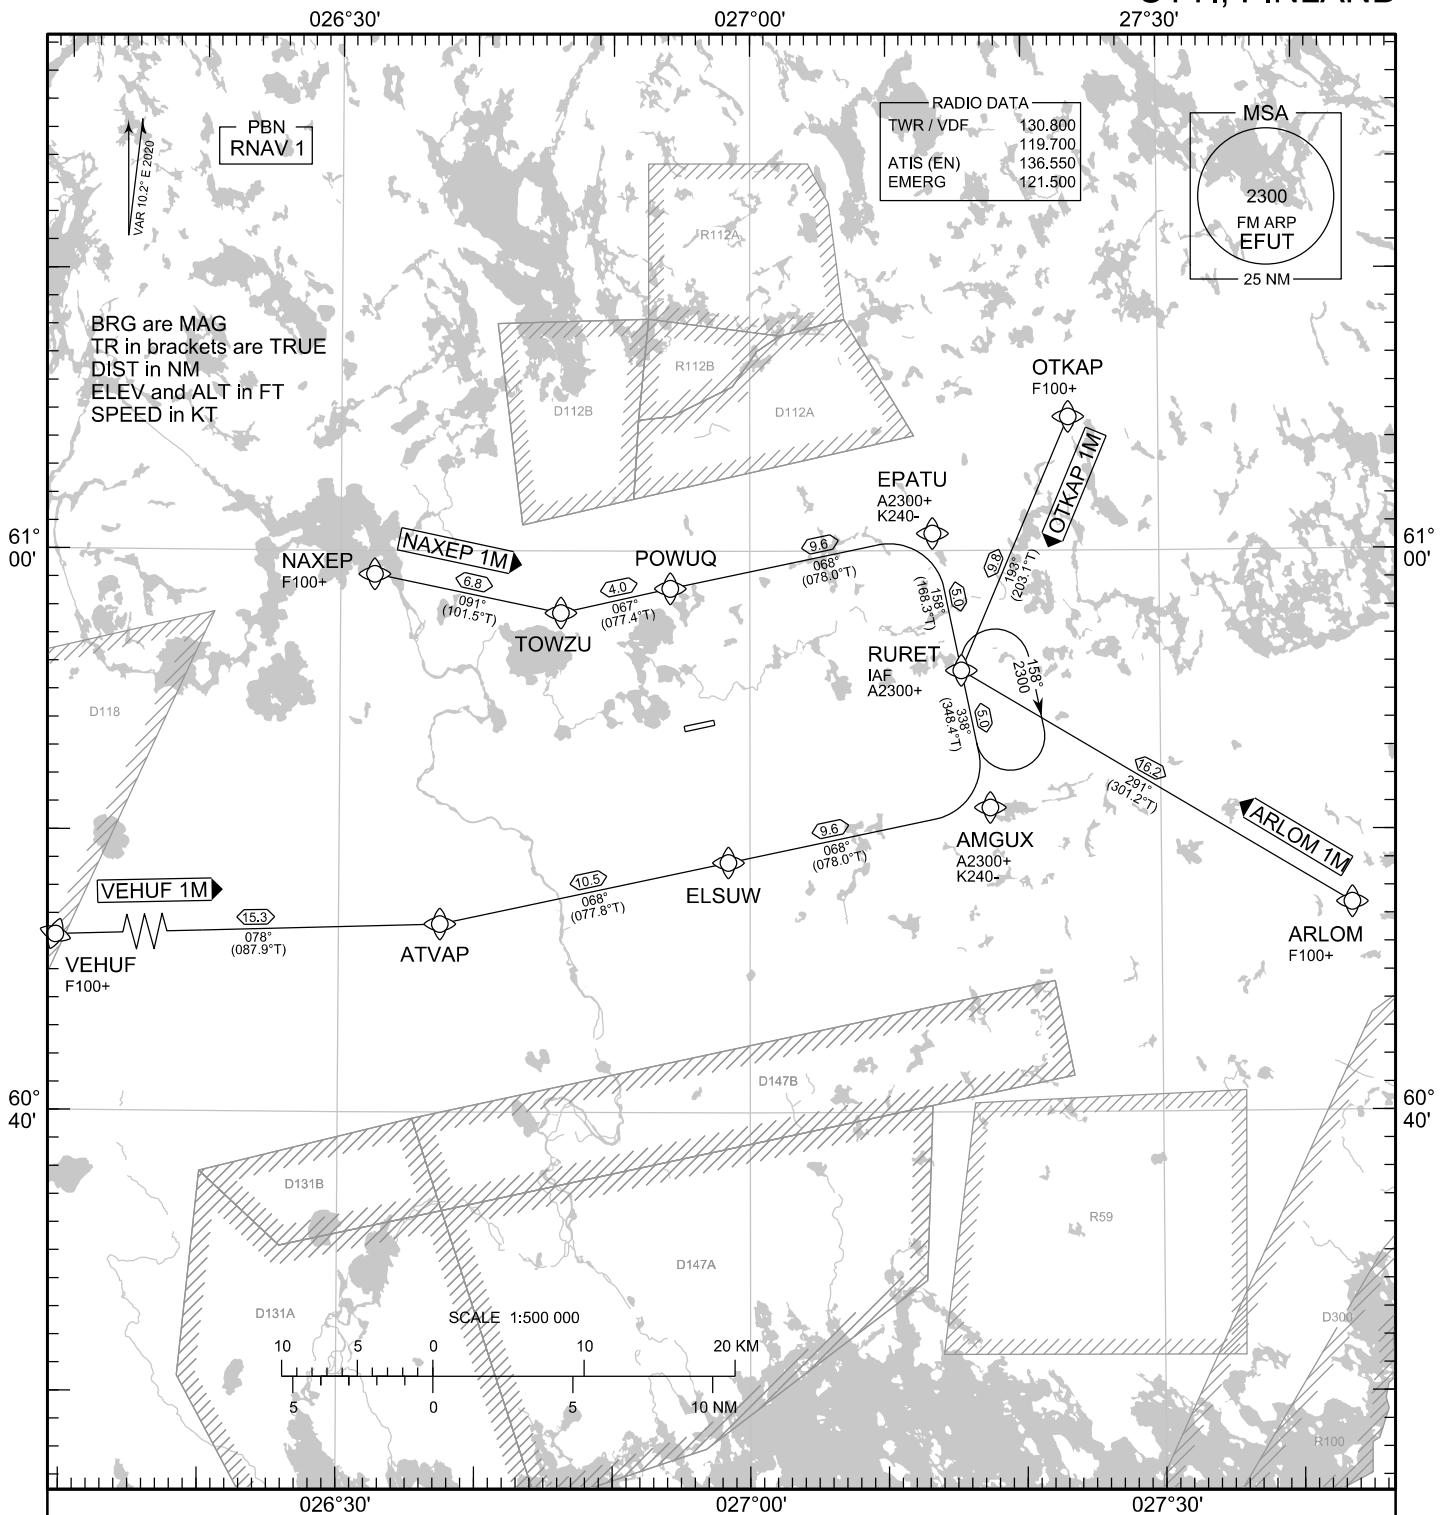 026°30'
027°00'
27°30'
PBN
RNAV 1
VAR 10.2° E 2020
RADIO DATA
TWR / VDF 130.800
119.700
ATIS (EN) 136.550
EMERG 121.500
MSA
2300
FM ARP
EFUT
25 NM
BRG are MAG
TR in brackets are TRUE
DIST in NM
ELEV and ALT in FT
SPEED in KT
R112A
R112B
D112B
D112A
OTKAP
F100+
OTKAP 1M
9.8
193°
(203.1°T)
EPATU
A2300+
K240-
61°
00'
61°
00'
NAXEP
F100+
NAXEP 1M
6.8
091°
(101.5°T)
TOWZU
4.0
067°
(077.4°T)
POWUQ
9.6
068°
(078.0°T)
5.0
158°
(168.3°T)
RURET
IAF
A2300+
158°
2300
5.0
338°
(348.4°T)
D118
16.2
291°
(301.2°T)
ARLOM 1M
ARLOM
F100+
AMGUX
A2300+
K240-
9.6
068°
(078.0°T)
ELSUW
10.5
068°
(077.8°T)
ATVAP
VEHUF 1M
15.3
078°
(087.9°T)
VEHUF
F100+
60°
40'
60°
40'
D147B
D131B
D147A
D131A
R59
D300
R100
SCALE 1:500 000
10 5 0 10 20 KM
5 0 5 10 NM
026°30'
027°00'
027°30'